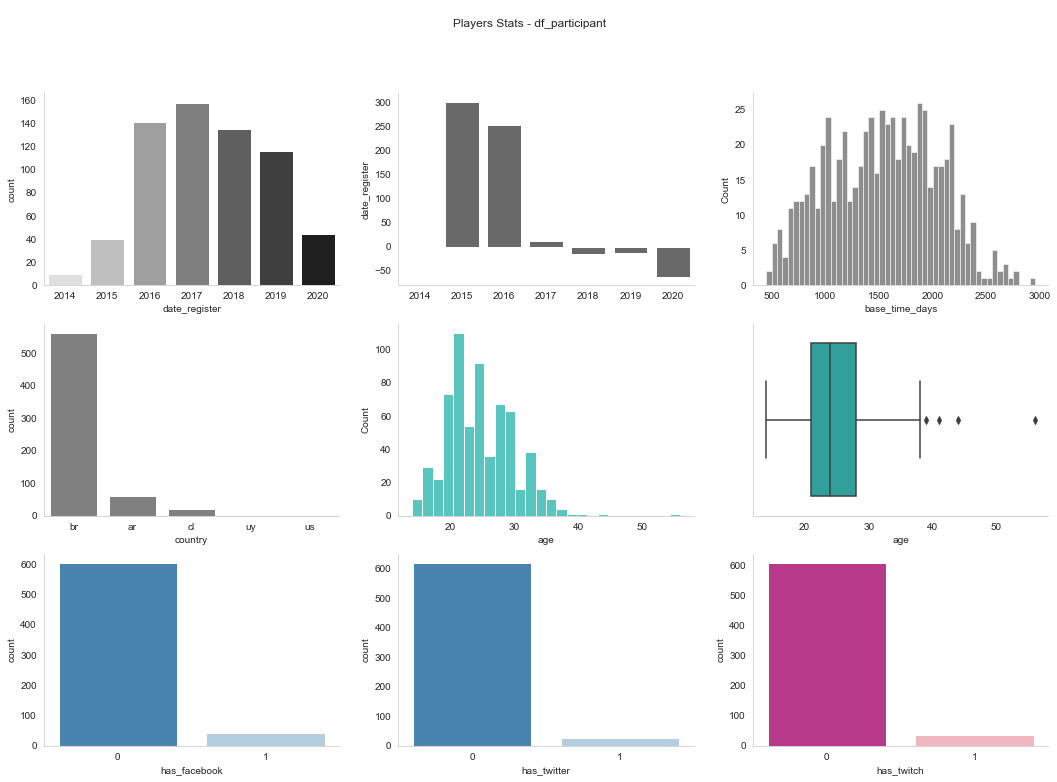 Players Stats - df_participant
160
140
120
100
80
60
40
20
0
count
2014 2015 2016 2017 2018 2019 2020
date_register
300
250
200
150
100
50
0
−50
date_register
2014 2015 2016 2017 2018 2019 2020
25
20
15
10
5
0
Count
500 1000 1500 2000 2500 3000
base_time_days
500
400
300
200
100
0
count
br ar cl uy us
country
100
80
60
40
20
0
Count
20 30 40 50
age
20 30 40 50
age
600
500
400
300
200
100
0
count
0 1
has_facebook
600
500
400
300
200
100
0
count
0 1
has_twitter
600
500
400
300
200
100
0
count
0 1
has_twitch